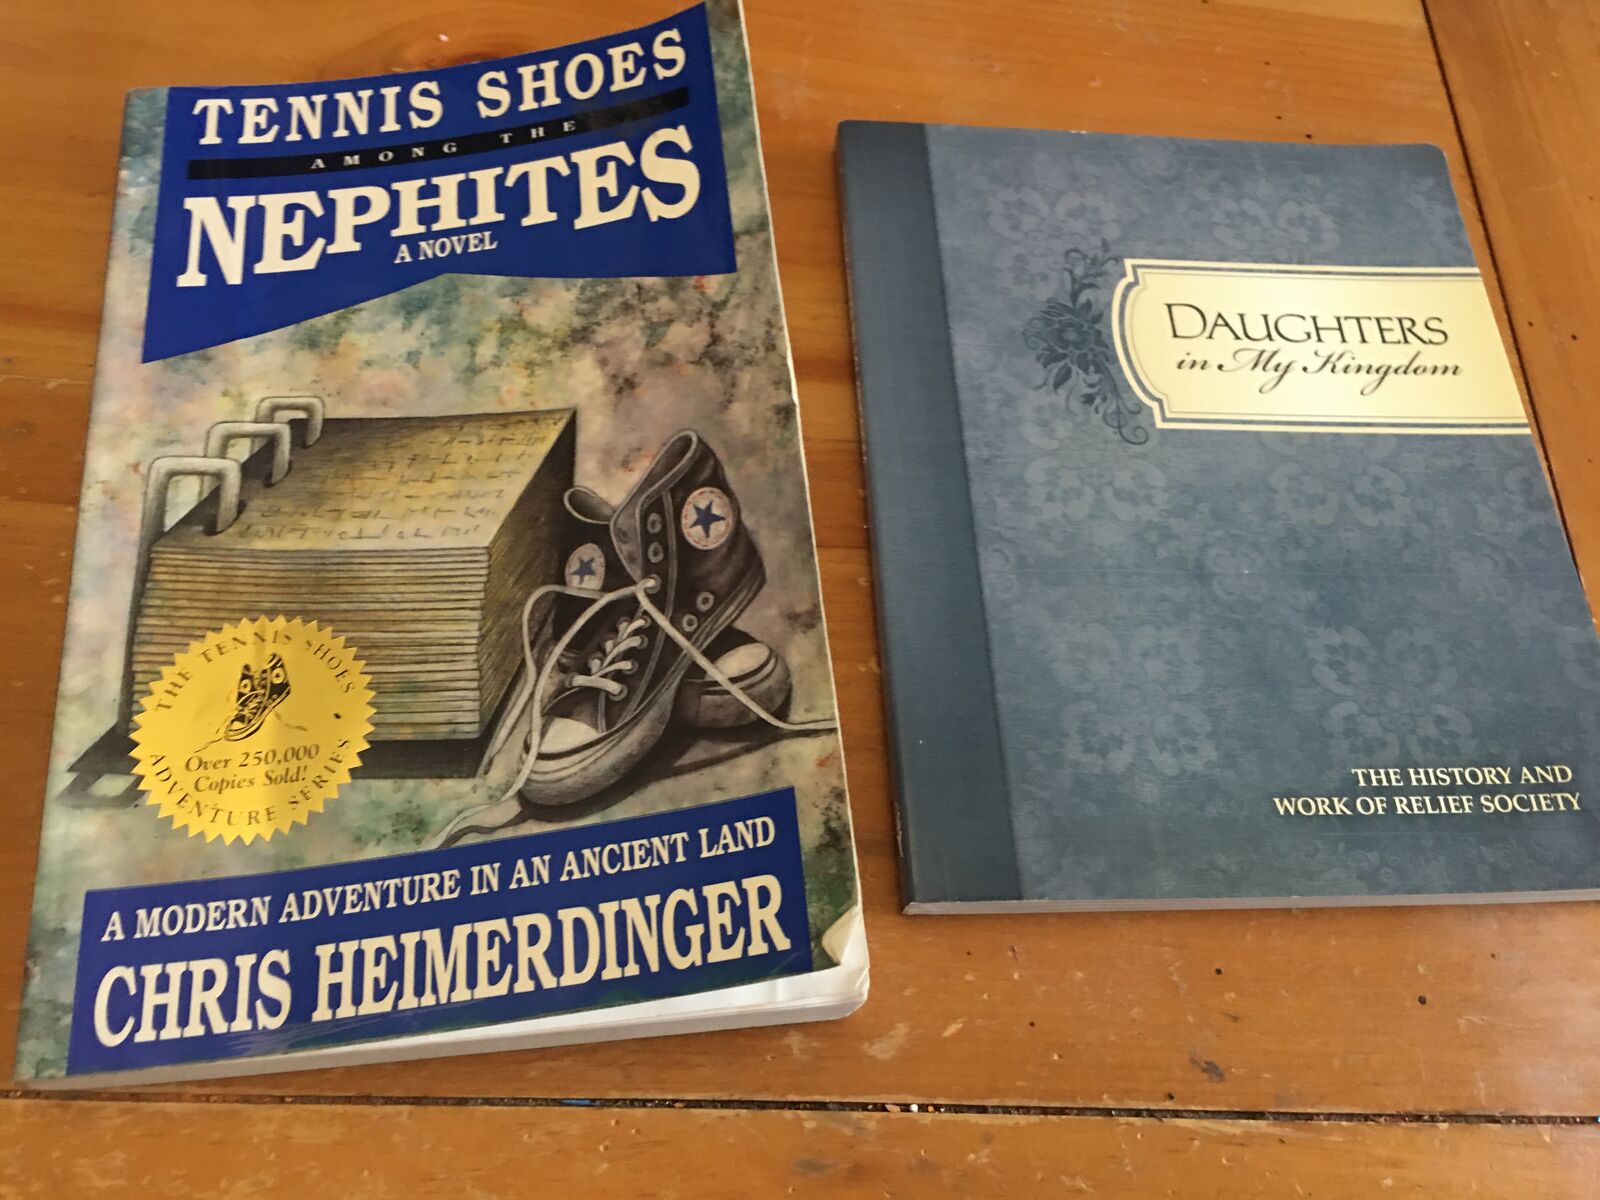 TENNIS SHOES
AMONG THE
NEPHITES
A NOVEL
THE TENNIS SHOES
Over 250,000
Copies Sold!
ADVENTURE SERIES
A MODERN ADVENTURE IN AN ANCIENT LAND
CHRIS HEIMERDINGER
DAUGHTERS
in My Kingdom
THE HISTORY AND
WORK OF RELIEF SOCIETY